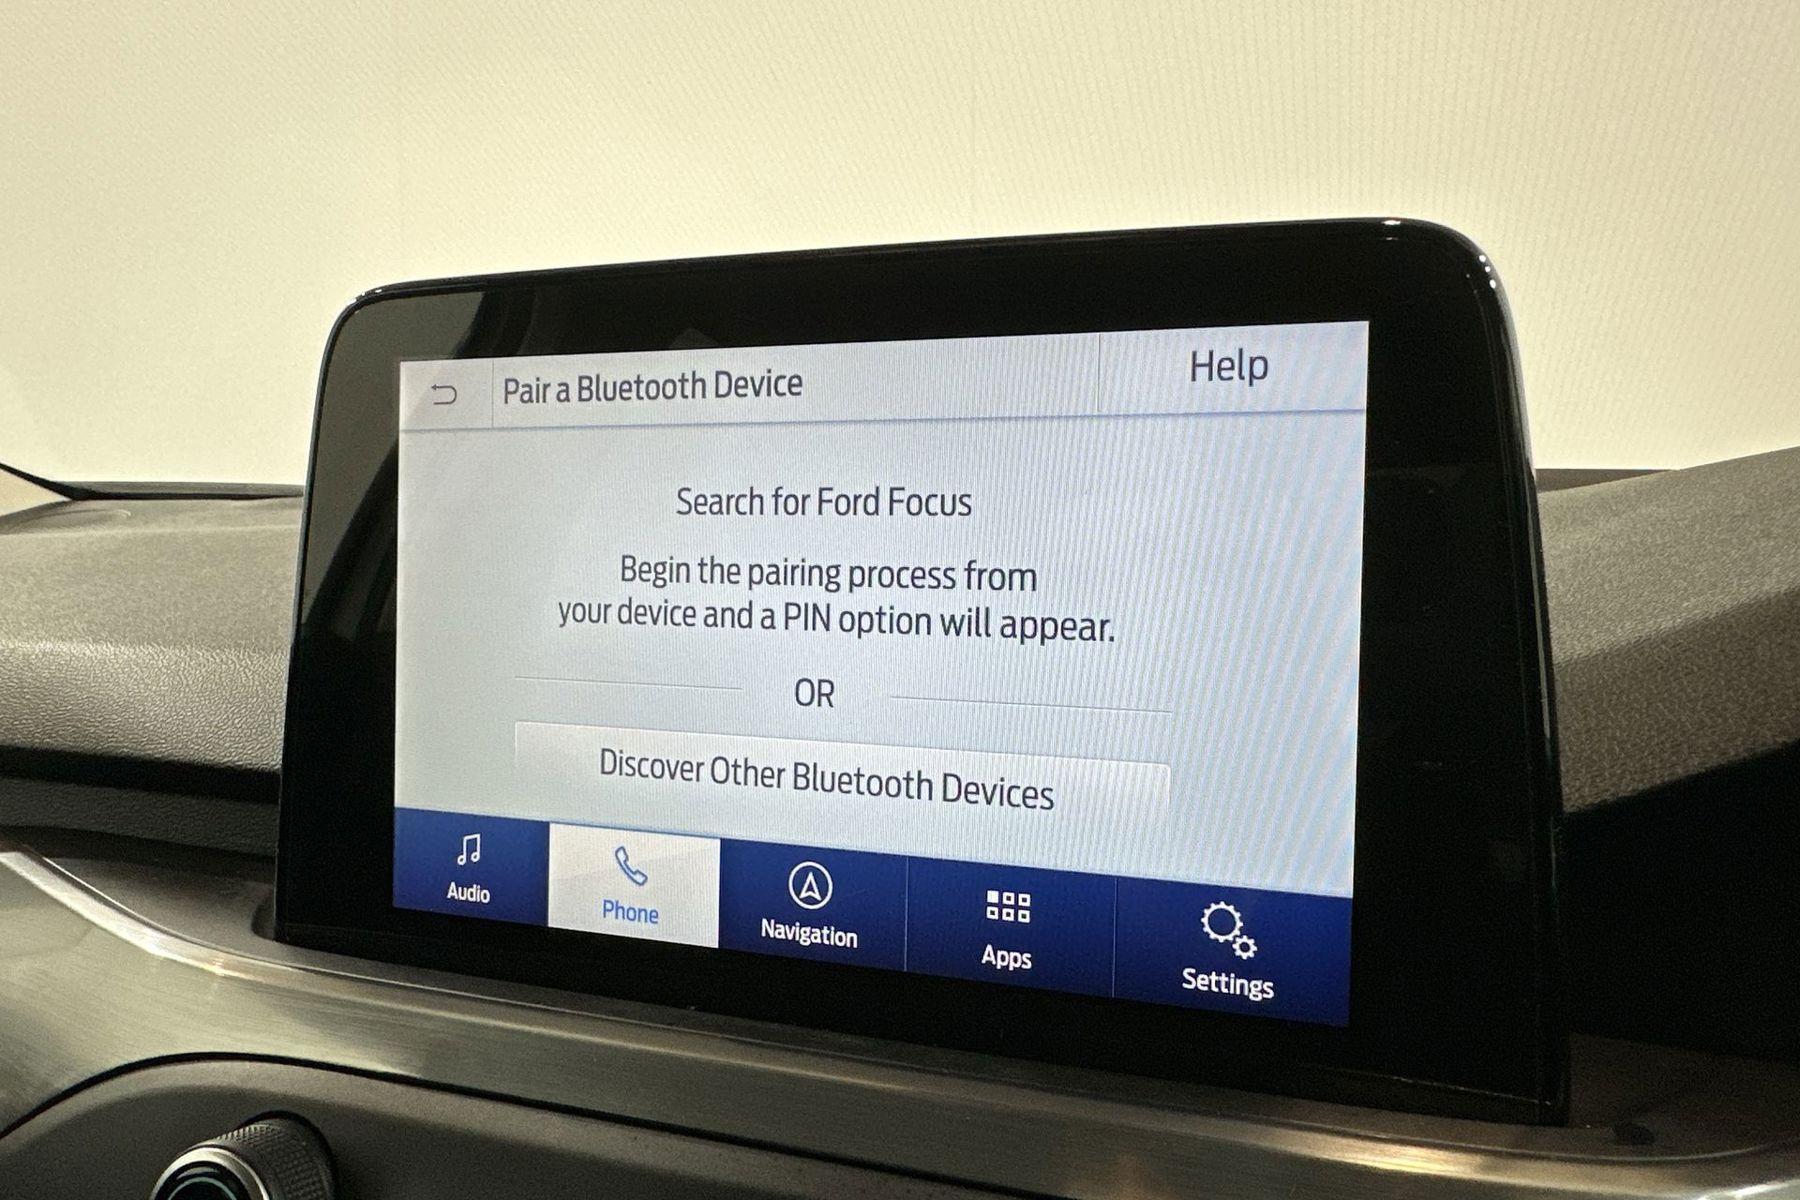 Pair a Bluetooth Device
Help
Search for Ford Focus
Begin the pairing process from
your device and a PIN option will appear.
OR
Discover Other Bluetooth Devices
Audio
Phone
Navigation
Apps
Settings